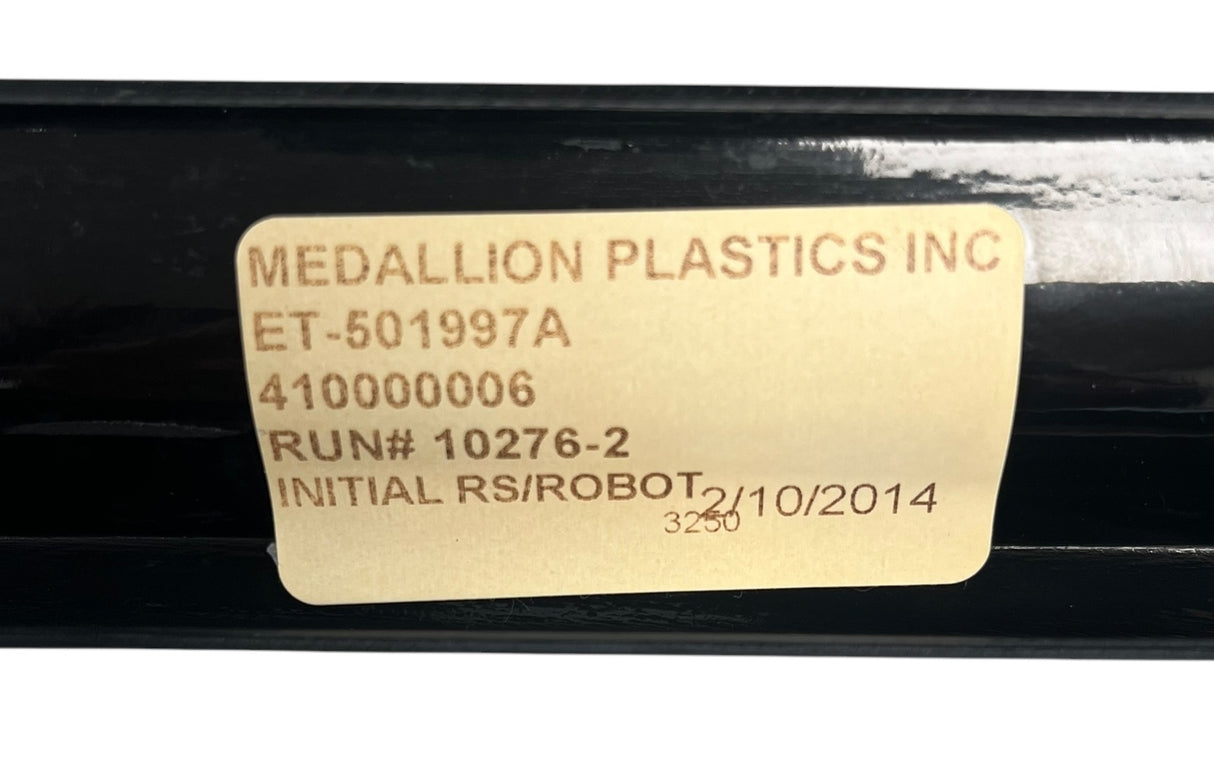 MEDALLION PLASTICS INC
ET-501997A
410000006
RUN# 10276-2
INITIAL RS/ROBOT 2/10/2014
3250